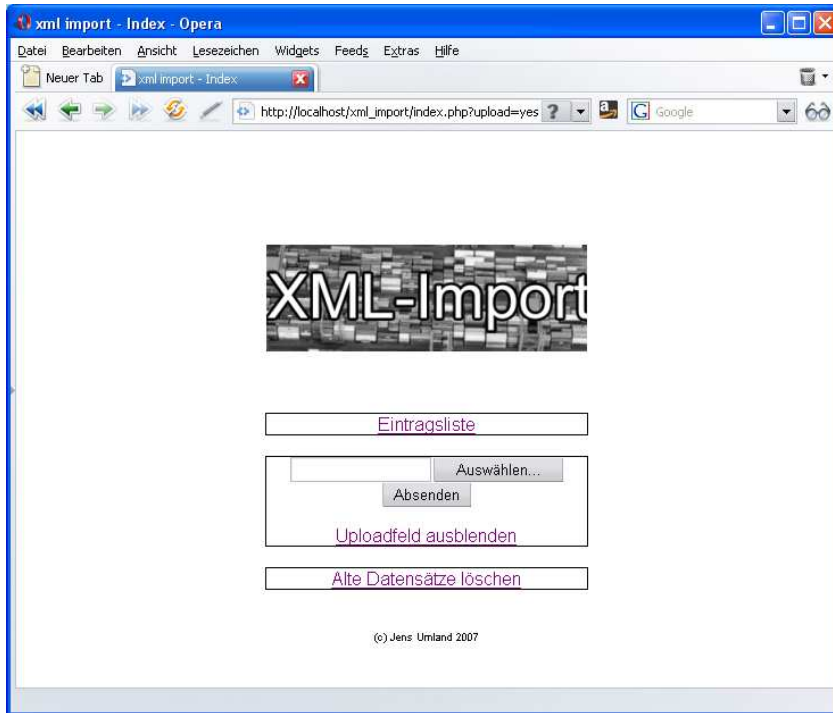 xml import - Index - Opera
Datei Bearbeiten Ansicht Lesezeichen Widgets Feeds Extras Hilfe
Neuer Tab xml import - Index
http://localhost/xml_import/index.php?upload=yes ? a G Google
XML-Import
Eintragsliste
Auswählen...
Absenden
Uploadfeld ausblenden
Alte Datensätze löschen
(c) Jens Umland 2007